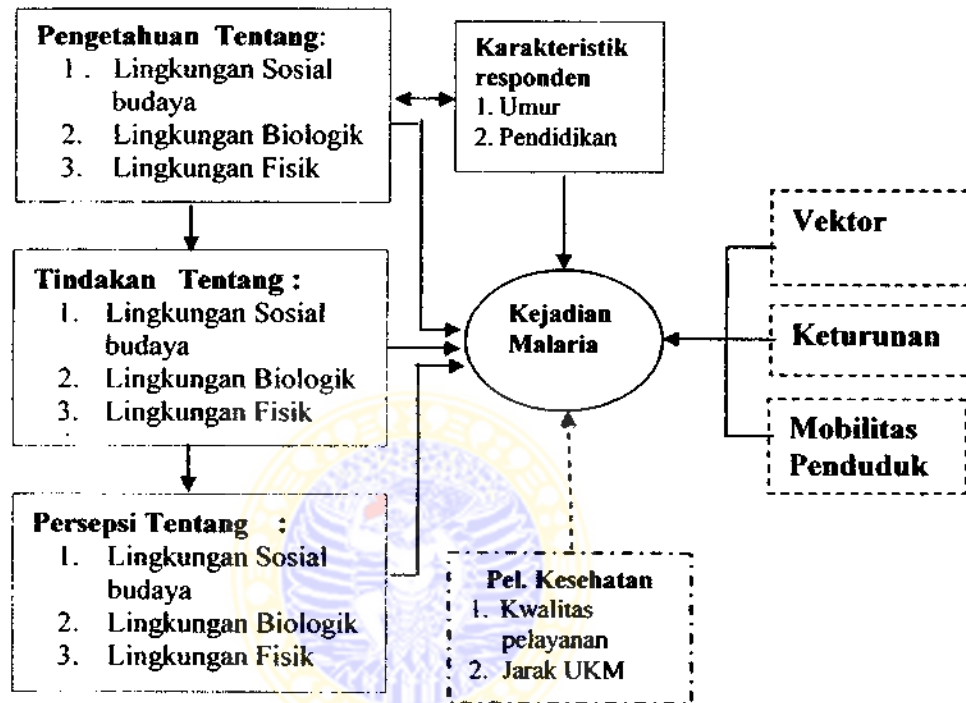 Pengetahuan Tentang:
1. Lingkungan Sosial
budaya
2. Lingkungan Biologik
3. Lingkungan Fisik
Karakteristik
responden
1. Umur
2. Pendidikan
Tindakan Tentang :
1. Lingkungan Sosial
budaya
2. Lingkungan Biologik
3. Lingkungan Fisik
Kejadian
Malaria
Vektor
Keturunan
Mobilitas
Penduduk
Persepsi Tentang :
1. Lingkungan Sosial
budaya
2. Lingkungan Biologik
3. Lingkungan Fisik
Pel. Kesehatan
1. Kwalitas
pelayanan
2. Jarak UKM